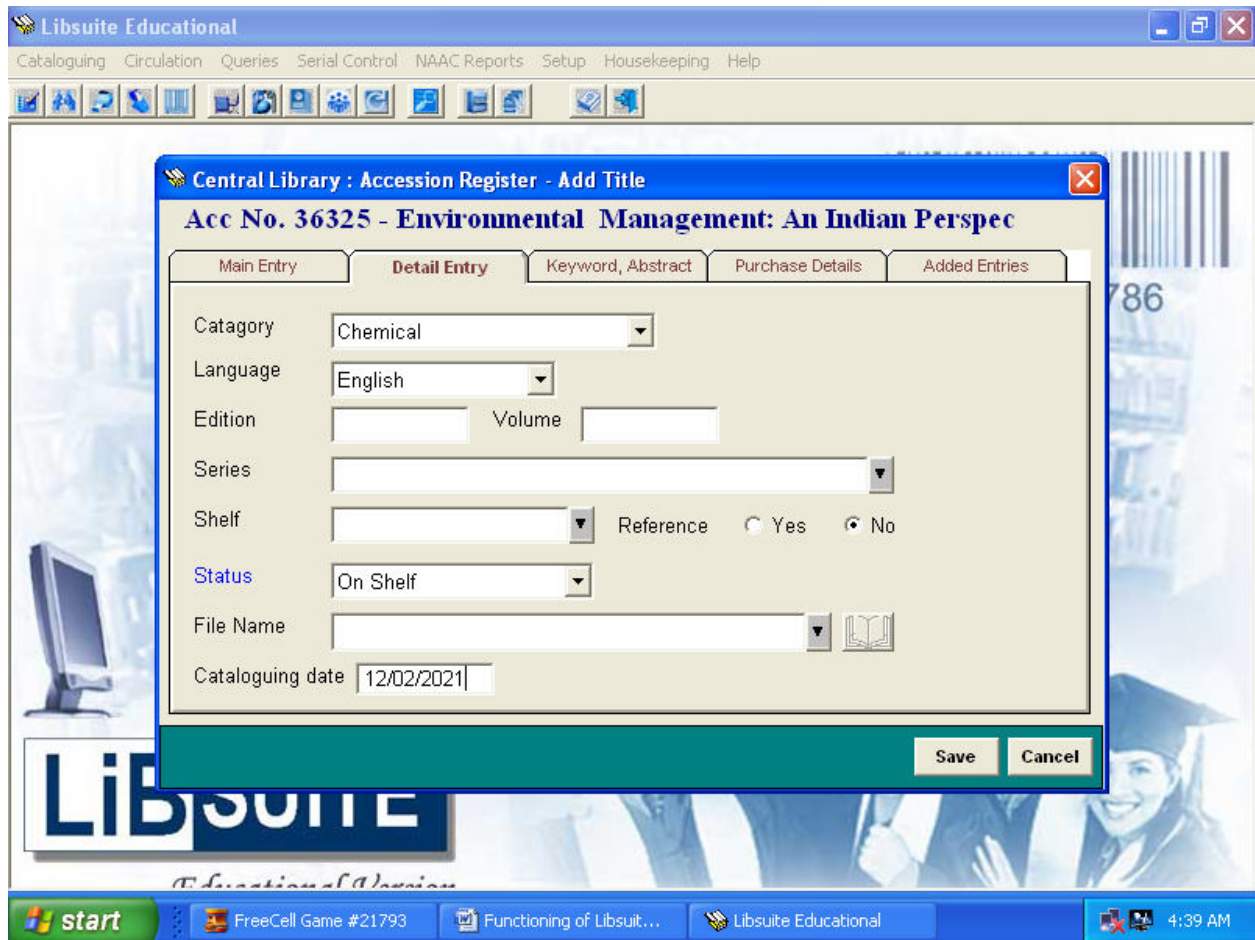 Libsuite Educational
Cataloguing Circulation Queries Serial Control NAAC Reports Setup Housekeeping Help
Central Library : Accession Register - Add Title
Acc No. 36325 - Environmental Management: An Indian Perspec
Main Entry Detail Entry Keyword, Abstract Purchase Details Added Entries
786
Catagory Chemical
Language English
Edition Volume
Series
Shelf Reference Yes No
Status On Shelf
File Name
Cataloguing date 12/02/2021
Save Cancel
LiBSUITE
Educational Version
start FreeCell Game #21793 Functioning of Libsuit... Libsuite Educational 4:39 AM